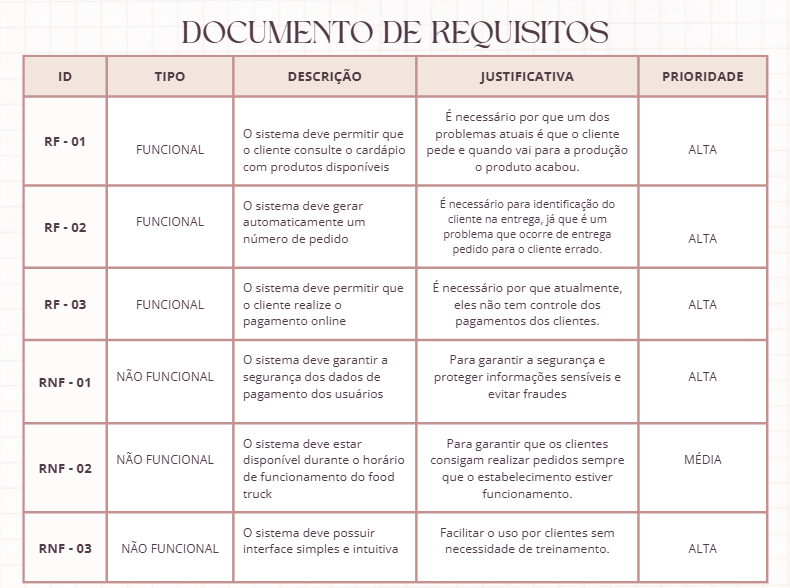 DOCUMENTO DE REQUISITOS
ID TIPO DESCRIÇÃO JUSTIFICATIVA PRIORIDADE
RF - 01
FUNCIONAL
O sistema deve permitir que
o cliente consulte o cardápio
com produtos disponíveis
É necessário por que um dos
problemas atuais é que o cliente
pede e quando vai para a produção
o produto acabou.
ALTA
RF - 02
FUNCIONAL
O sistema deve gerar
automaticamente um
número de pedido
É necessário para identificação do
cliente na entrega, já que é um
problema que ocorre de entrega
pedido para o cliente errado.
ALTA
RF - 03
FUNCIONAL
O sistema deve permitir que
o cliente realize o
pagamento online
É necessário por que atualmente,
eles não tem controle dos
pagamentos dos clientes.
ALTA
RNF - 01
NÃO FUNCIONAL
O sistema deve garantir a
segurança dos dados de
pagamento dos usuários
Para garantir a segurança e
proteger informações sensíveis e
evitar fraudes
ALTA
RNF - 02
NÃO FUNCIONAL
O sistema deve estar
disponível durante o horário
de funcionamento do food
truck
Para garantir que os clientes
consigam realizar pedidos sempre
que o estabelecimento estiver
funcionamento.
MÉDIA
RNF - 03
NÃO FUNCIONAL
O sistema deve possuir
interface simples e intuitiva
Facilitar o uso por clientes sem
necessidade de treinamento.
ALTA